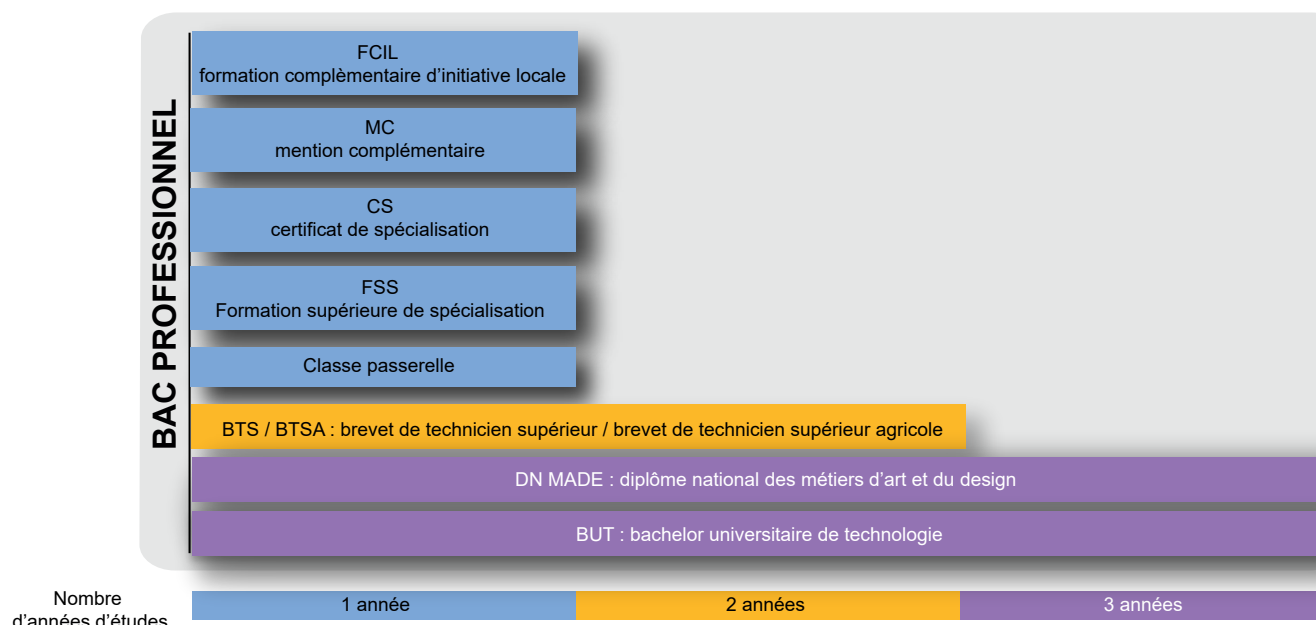 BAC PROFESSIONNEL
FCIL
formation complèmentaire d'initiative locale
MC
mention complémentaire
CS
certificat de spécialisation
FSS
Formation supérieure de spécialisation
Classe passerelle
BTS / BTSA : brevet de technicien supérieur / brevet de technicien supérieur agricole
DN MADE : diplôme national des métiers d'art et du design
BUT : bachelor universitaire de technologie
Nombre
d'années d'études
1 année
2 années
3 années